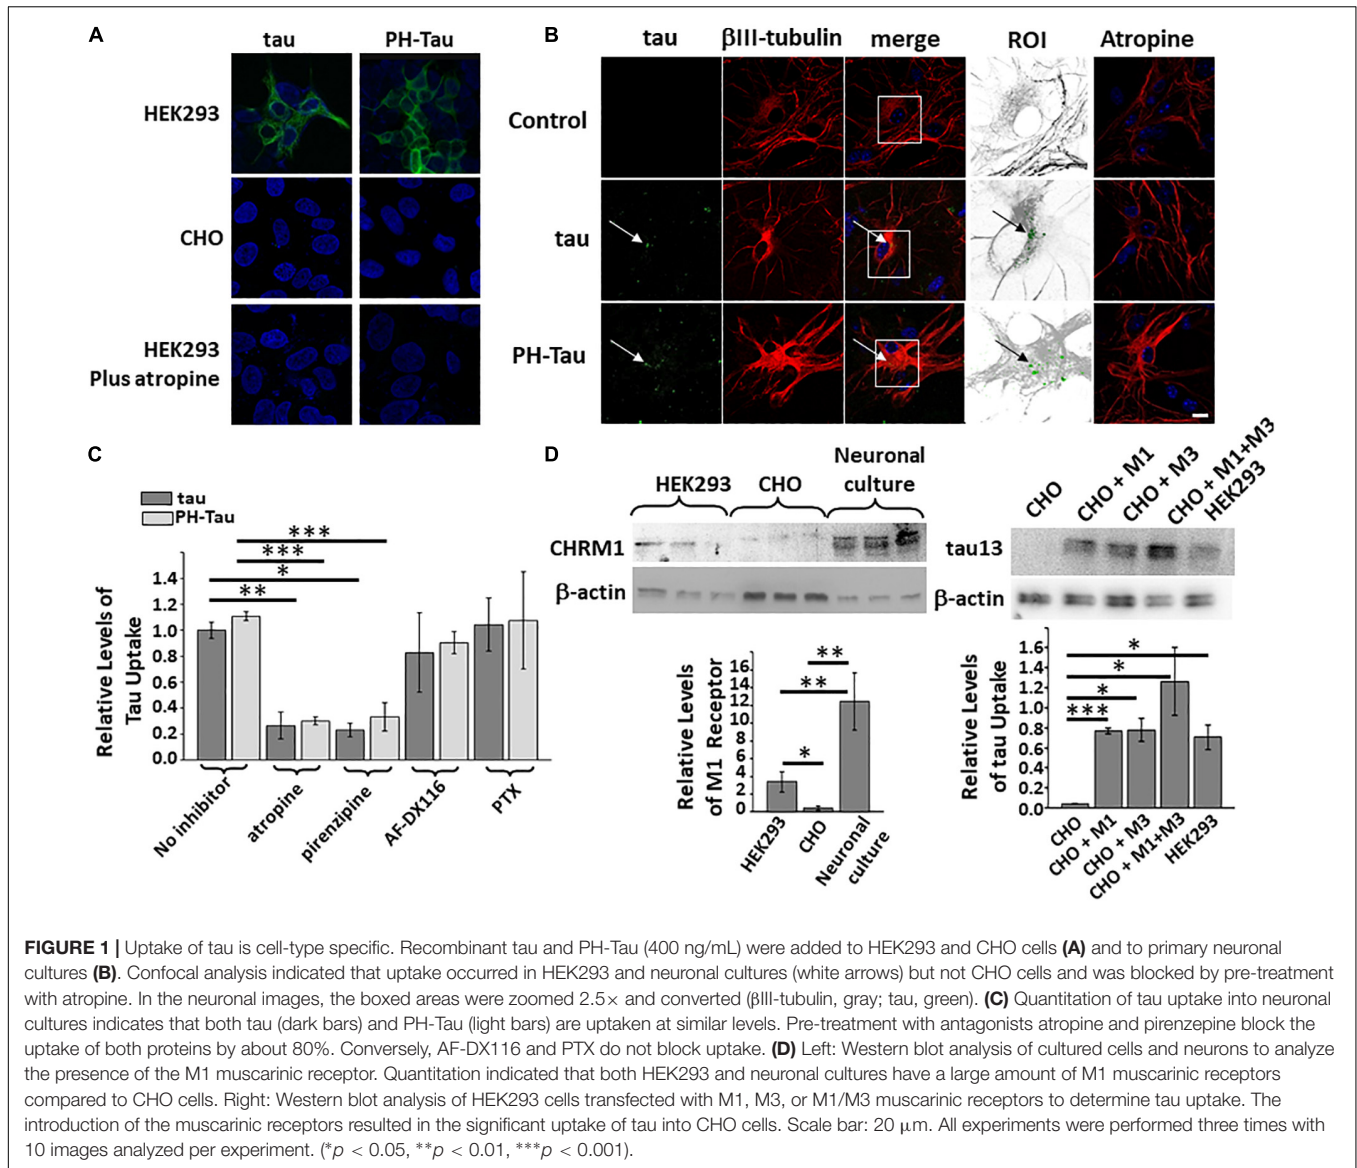 A
tau
PH-Tau
HEK293
CHO
HEK293
Plus atropine
B
tau
βIII-tubulin
merge
ROI
Atropine
Control
tau
PH-Tau
C
tau
PH-Tau
***
***
*
**
Relative Levels of
Tau Uptake
1.4
1.2
1.0
0.8
0.6
0.4
0.2
0
No inhibitor
atropine
pirenzipine
AF-DX116
PTX
D
HEK293
CHO
Neuronal
culture
CHRM1
β-actin
Relative Levels
of M1 Receptor
16
14
12
10
8
6
4
2
0
**
**
*
HEK293
CHO
Neuronal
culture
CHO
CHO + M1
CHO + M3
CHO + M1+M3
HEK293
tau13
β-actin
Relative Levels
of tau Uptake
1.6
1.4
1.2
1.0
0.8
0.6
0.4
0.2
0.0
*
*
*
***
CHO
CHO + M1
CHO + M3
CHO + M1+M3
HEK293
FIGURE 1 | Uptake of tau is cell-type specific. Recombinant tau and PH-Tau (400 ng/mL) were added to HEK293 and CHO cells (A) and to primary neuronal
cultures (B). Confocal analysis indicated that uptake occurred in HEK293 and neuronal cultures (white arrows) but not CHO cells and was blocked by pre-treatment
with atropine. In the neuronal images, the boxed areas were zoomed 2.5× and converted (βIII-tubulin, gray; tau, green). (C) Quantitation of tau uptake into neuronal
cultures indicates that both tau (dark bars) and PH-Tau (light bars) are uptaken at similar levels. Pre-treatment with antagonists atropine and pirenzepine block the
uptake of both proteins by about 80%. Conversely, AF-DX116 and PTX do not block uptake. (D) Left: Western blot analysis of cultured cells and neurons to analyze
the presence of the M1 muscarinic receptor. Quantitation indicated that both HEK293 and neuronal cultures have a large amount of M1 muscarinic receptors
compared to CHO cells. Right: Western blot analysis of HEK293 cells transfected with M1, M3, or M1/M3 muscarinic receptors to determine tau uptake. The
introduction of the muscarinic receptors resulted in the significant uptake of tau into CHO cells. Scale bar: 20 μm. All experiments were performed three times with
10 images analyzed per experiment. (*p < 0.05, **p < 0.01, ***p < 0.001).